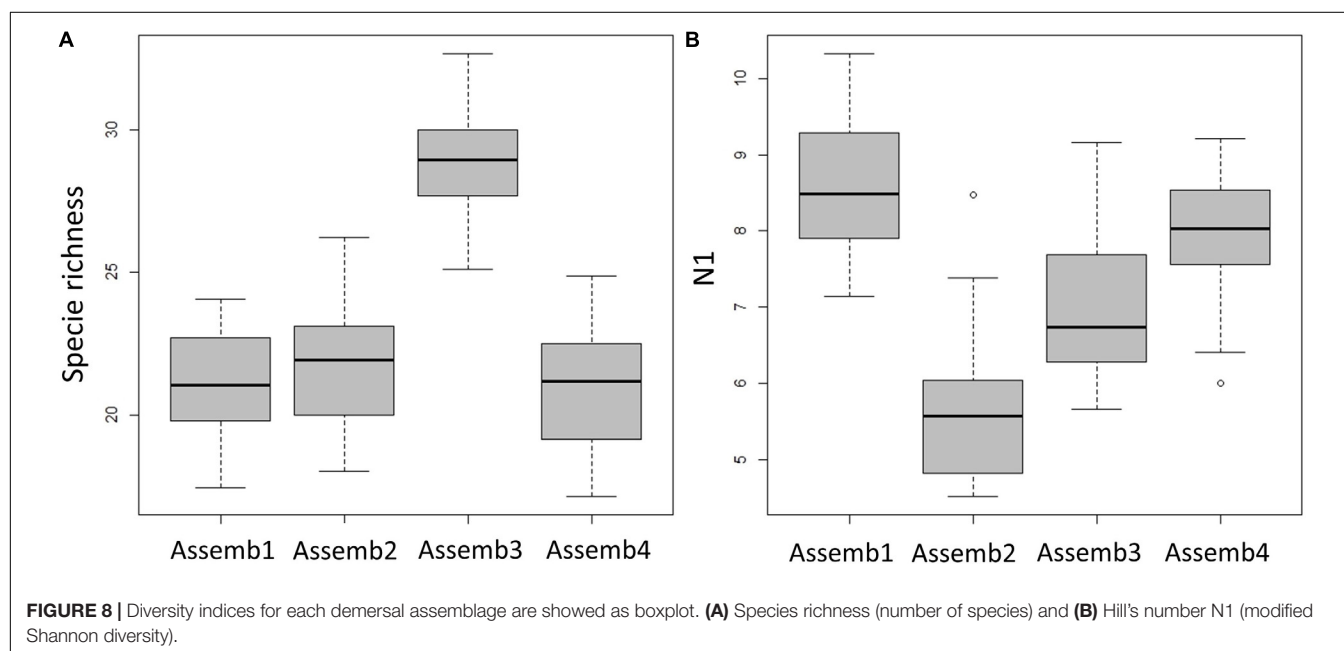 A
B
Specie richness
30
25
20
Assemb1 Assemb2 Assemb3 Assemb4
N1
10
9
8
7
6
5
Assemb1 Assemb2 Assemb3 Assemb4
FIGURE 8 | Diversity indices for each demersal assemblage are showed as boxplot. (A) Species richness (number of species) and (B) Hill's number N1 (modified
Shannon diversity).